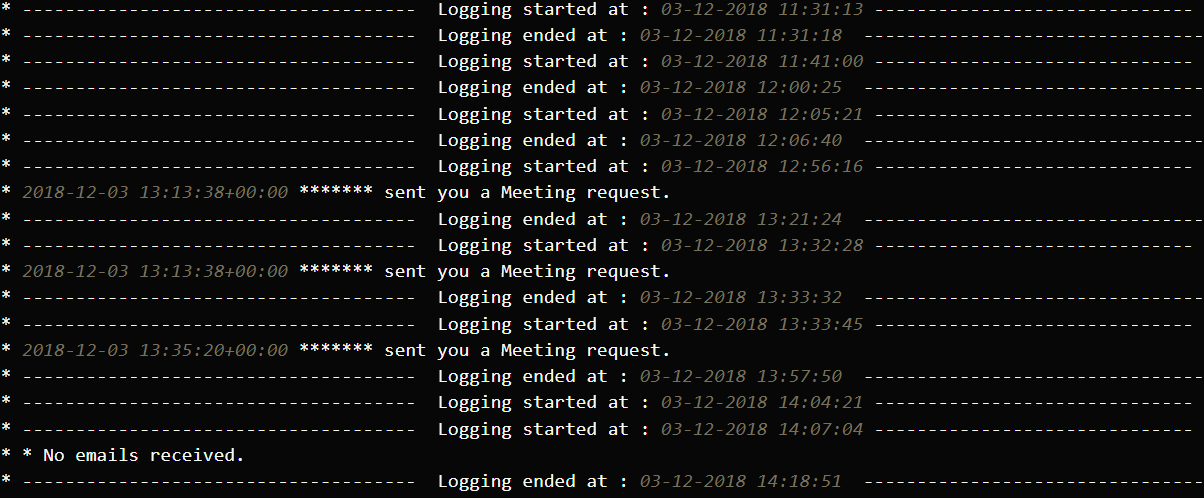 * ------------------------------------- Logging started at : 03-12-2018 11:31:13 ------------------------------
* ------------------------------------- Logging ended at : 03-12-2018 11:31:18 --------------------------------
* ------------------------------------- Logging started at : 03-12-2018 11:41:00 ------------------------------
* ------------------------------------- Logging ended at : 03-12-2018 12:00:25 --------------------------------
* ------------------------------------- Logging started at : 03-12-2018 12:05:21 ------------------------------
* ------------------------------------- Logging ended at : 03-12-2018 12:06:40 --------------------------------
* ------------------------------------- Logging started at : 03-12-2018 12:56:16 ------------------------------
* 2018-12-03 13:13:38+00:00 ******* sent you a Meeting request.
* ------------------------------------- Logging ended at : 03-12-2018 13:21:24 --------------------------------
* ------------------------------------- Logging started at : 03-12-2018 13:32:28 ------------------------------
* 2018-12-03 13:13:38+00:00 ******* sent you a Meeting request.
* ------------------------------------- Logging ended at : 03-12-2018 13:33:32 --------------------------------
* ------------------------------------- Logging started at : 03-12-2018 13:33:45 ------------------------------
* 2018-12-03 13:35:20+00:00 ******* sent you a Meeting request.
* ------------------------------------- Logging ended at : 03-12-2018 13:57:50 --------------------------------
* ------------------------------------- Logging started at : 03-12-2018 14:04:21 ------------------------------
* ------------------------------------- Logging started at : 03-12-2018 14:07:04 ------------------------------
* * No emails received.
* ------------------------------------- Logging ended at : 03-12-2018 14:18:51 --------------------------------